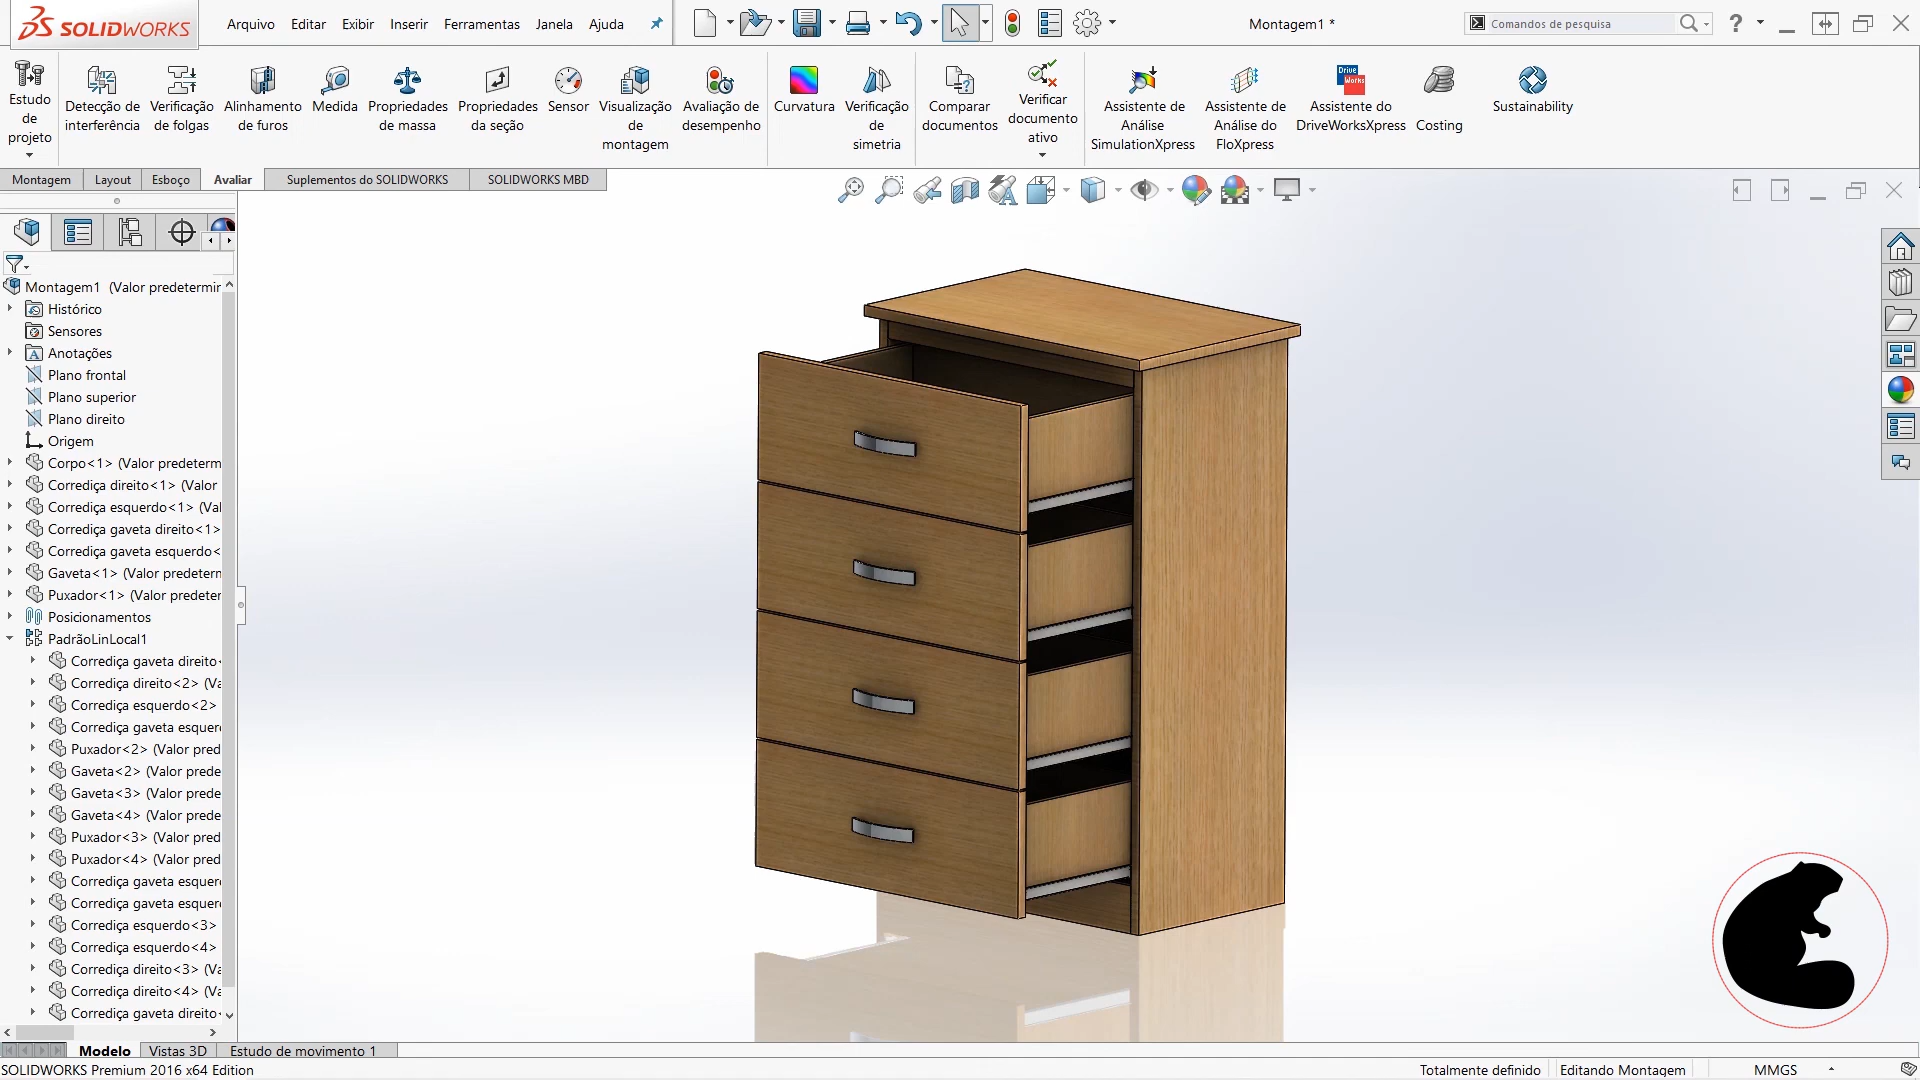 SOLIDWORKS
Arquivo Editar Exibir Inserir Ferramentas Janela Ajuda
Montagem1 *
Comandos de pesquisa
?
Estudo de projeto
Detecção de interferência
Verificação de folgas
Alinhamento de furos
Medida
Propriedades de massa
Propriedades da seção
Sensor
Visualização de montagem
Avaliação de desempenho
Curvatura
Verificação de simetria
Comparar documentos
Verificar documento ativo
Assistente de Análise SimulationXpress
Assistente de Análise do FloXpress
Drive Works
Assistente do DriveWorksXpress
Costing
Sustainability
Montagem Layout Esboço Avaliar Suplementos do SOLIDWORKS SOLIDWORKS MBD
Montagem1 (Valor predetermir
Histórico
Sensores
Anotações
Plano frontal
Plano superior
Plano direito
Origem
Corpo<1> (Valor predeterm
Corrediça direito<1> (Valor
Corrediça esquerdo<1> (Val
Corrediça gaveta direito<1>
Corrediça gaveta esquerdo<
Gaveta<1> (Valor predetern
Puxador<1> (Valor predeter
Posicionamentos
PadrãoLinLocal1
Corrediça gaveta direito<
Corrediça direito<2> (Va
Corrediça esquerdo<2>
Corrediça gaveta esquer
Puxador<2> (Valor pred
Gaveta<2> (Valor prede
Gaveta<3> (Valor prede
Gaveta<4> (Valor prede
Puxador<3> (Valor pred
Puxador<4> (Valor pred
Corrediça gaveta esquer
Corrediça gaveta esquer
Corrediça esquerdo<3>
Corrediça esquerdo<4>
Corrediça direito<3> (Va
Corrediça direito<4> (Va
Corrediça gaveta direito<
Modelo Vistas 3D Estudo de movimento 1
SOLIDWORKS Premium 2016 x64 Edition
Totalmente definido Editando Montagem MMGS